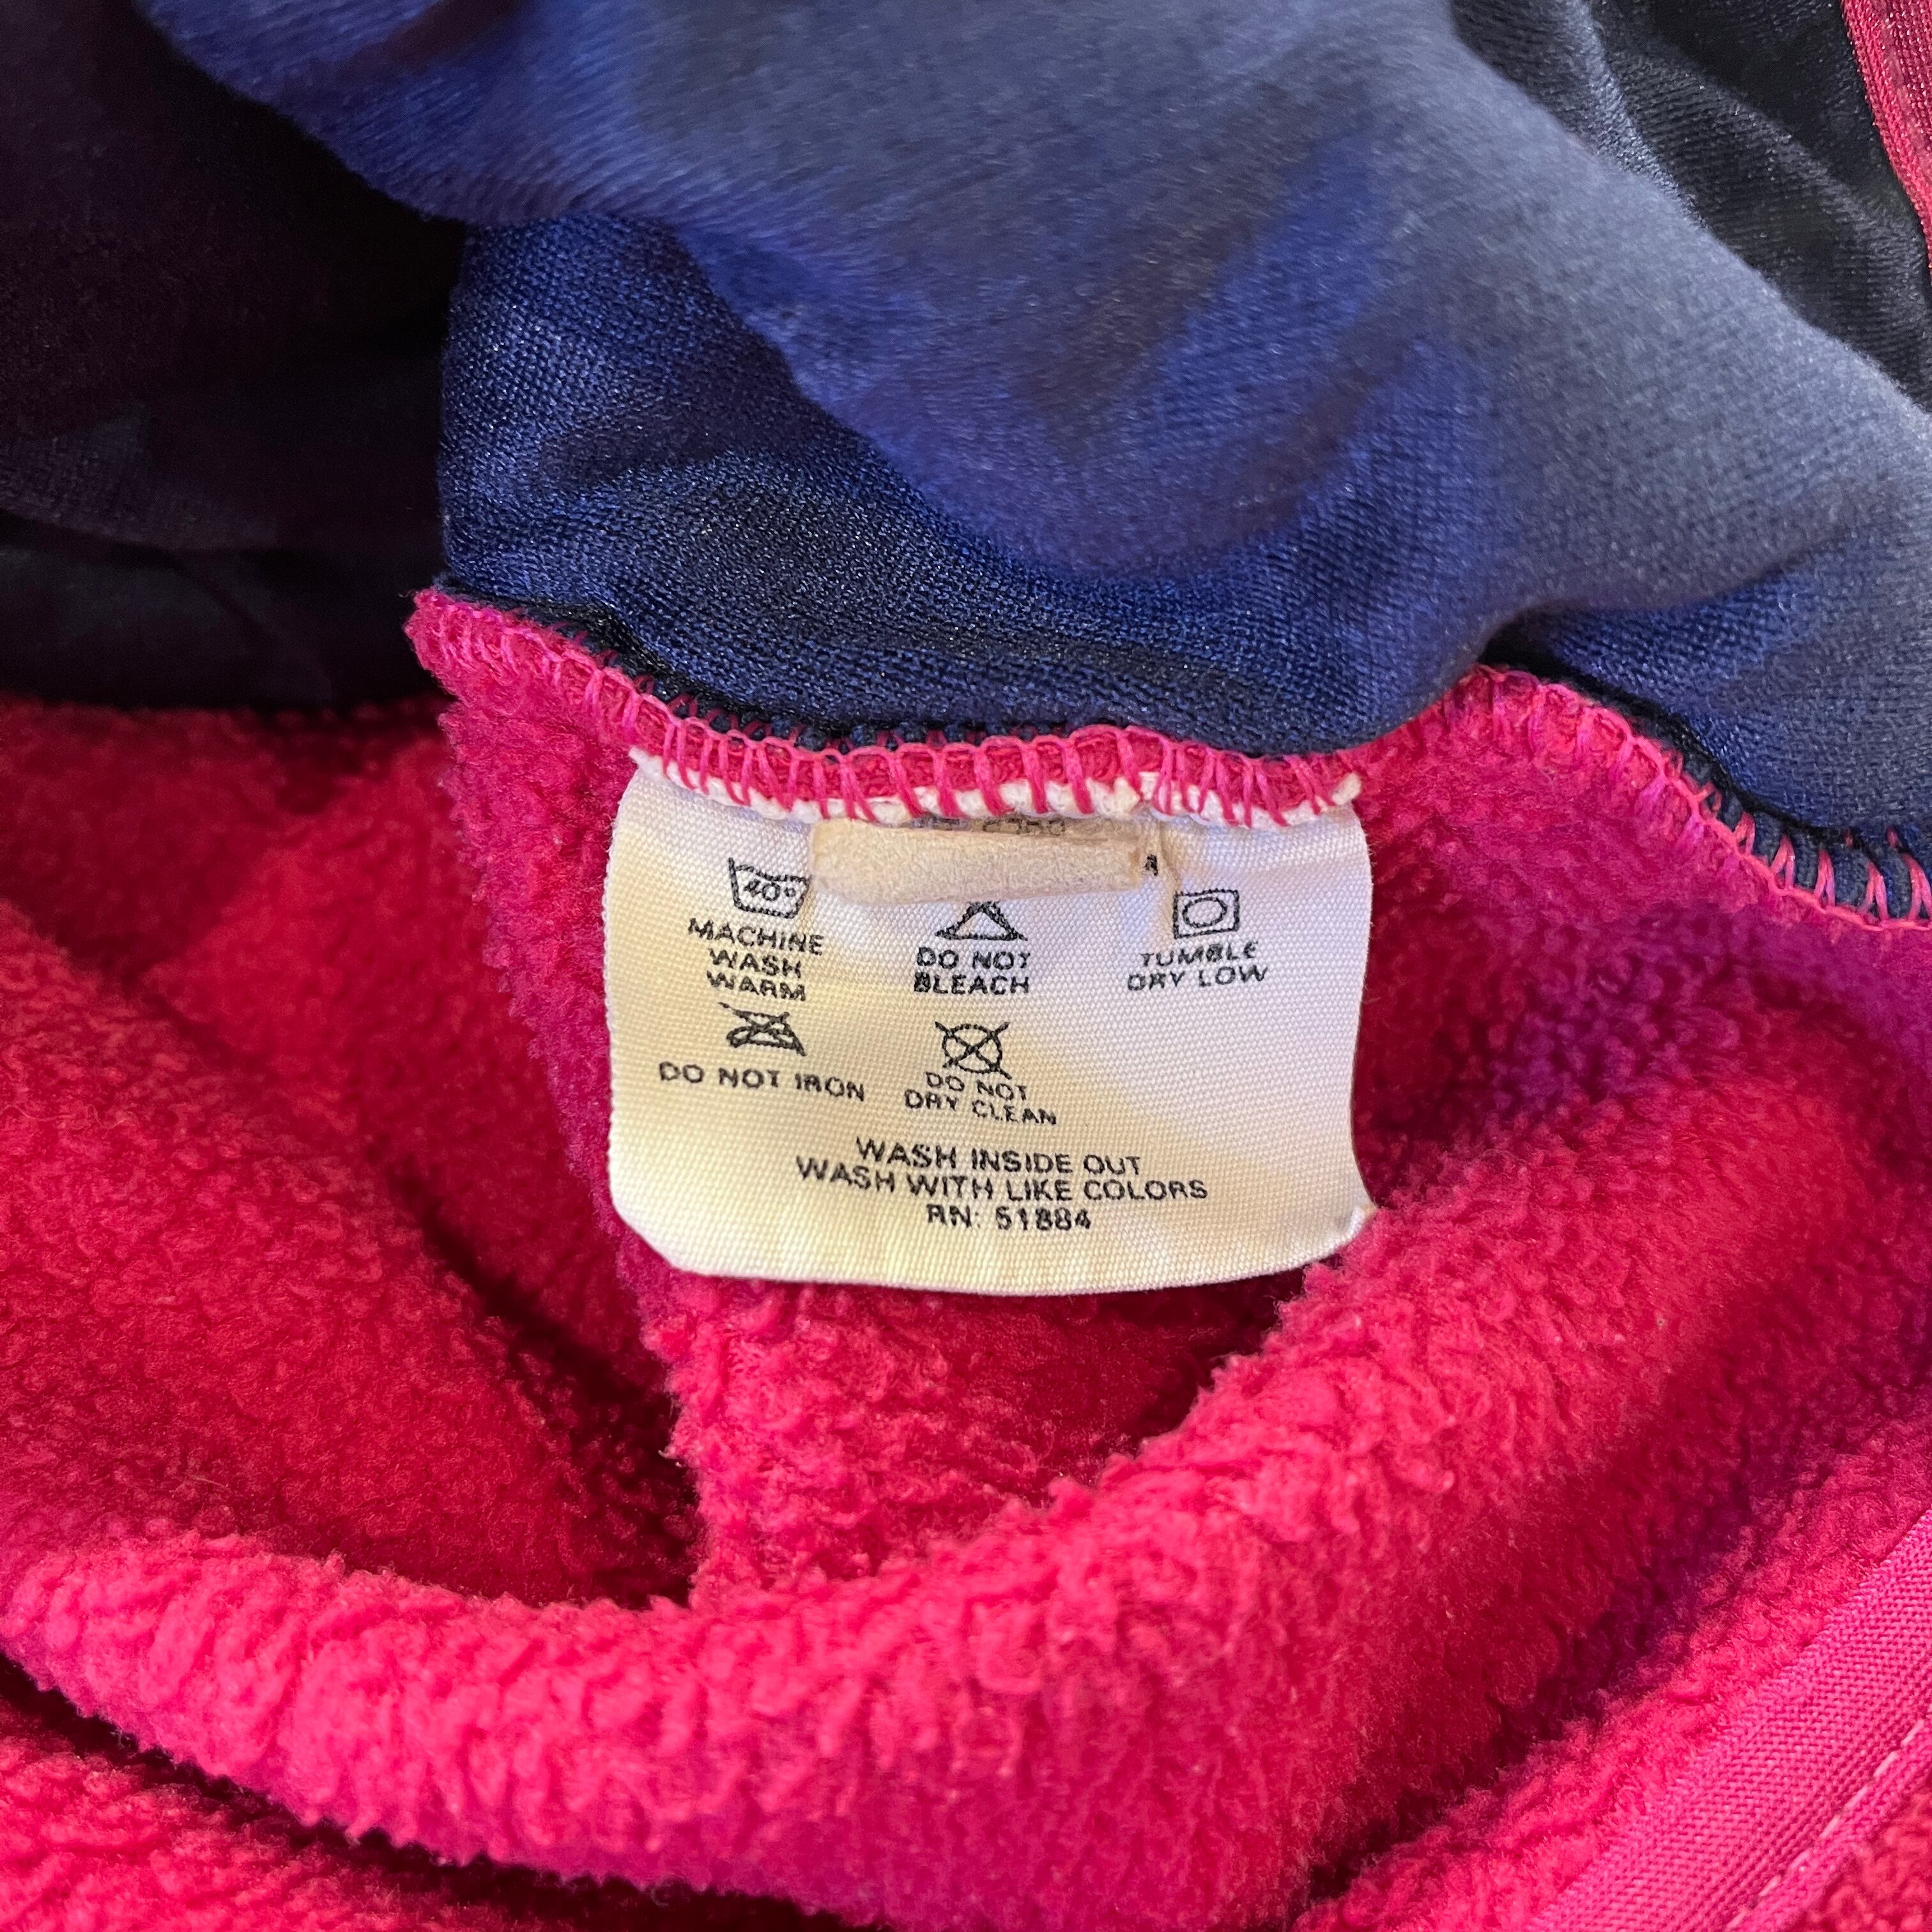 40°
MACHINE
WASH
WARM
DO NOT
BLEACH
TUMBLE
DRY LOW
DO NOT IRON
DO NOT
DRY CLEAN
WASH INSIDE OUT
WASH WITH LIKE COLORS
RN: 51884